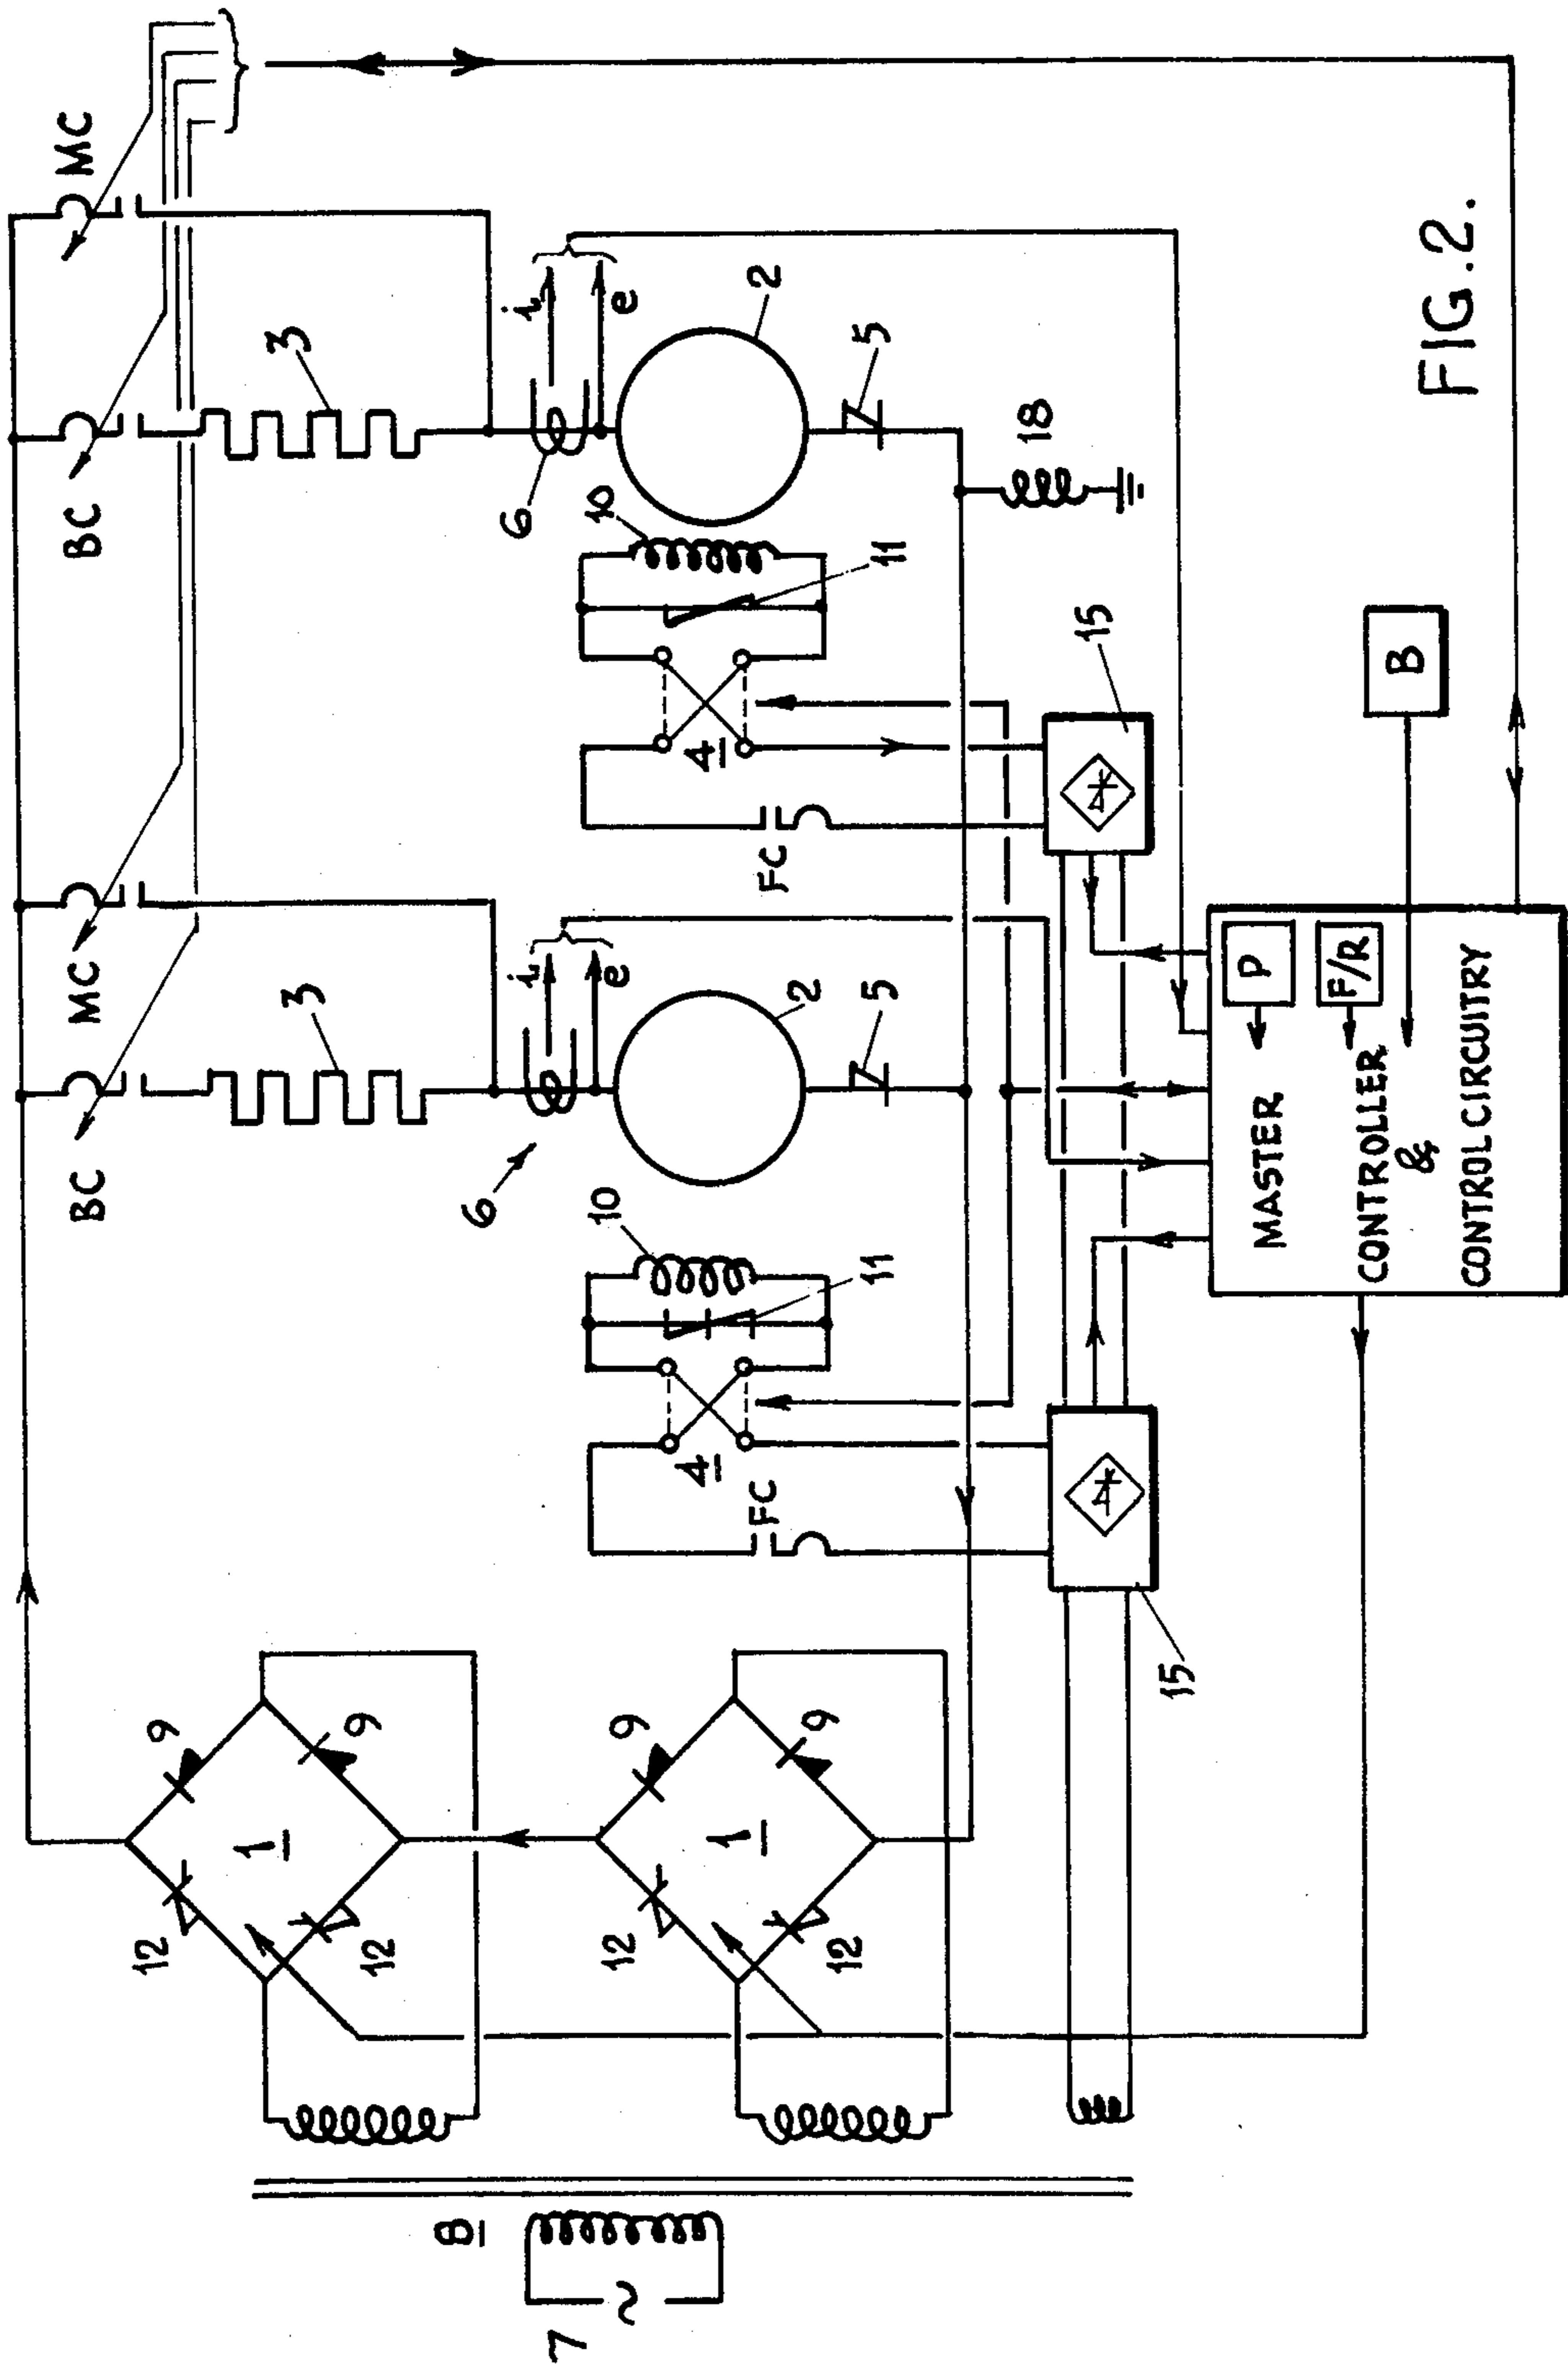 BC
MC
BC
MC
12
9
1
3
3
12
9
8
6
i
6
i
7
10
e
10
e
12
9
4
4
1
FC
FC
2
2
12
9
11
5
11
5
18
15
15
P
MASTER
F/R
B
CONTROLLER
&
CONTROL CIRCUITRY
FIG.2.